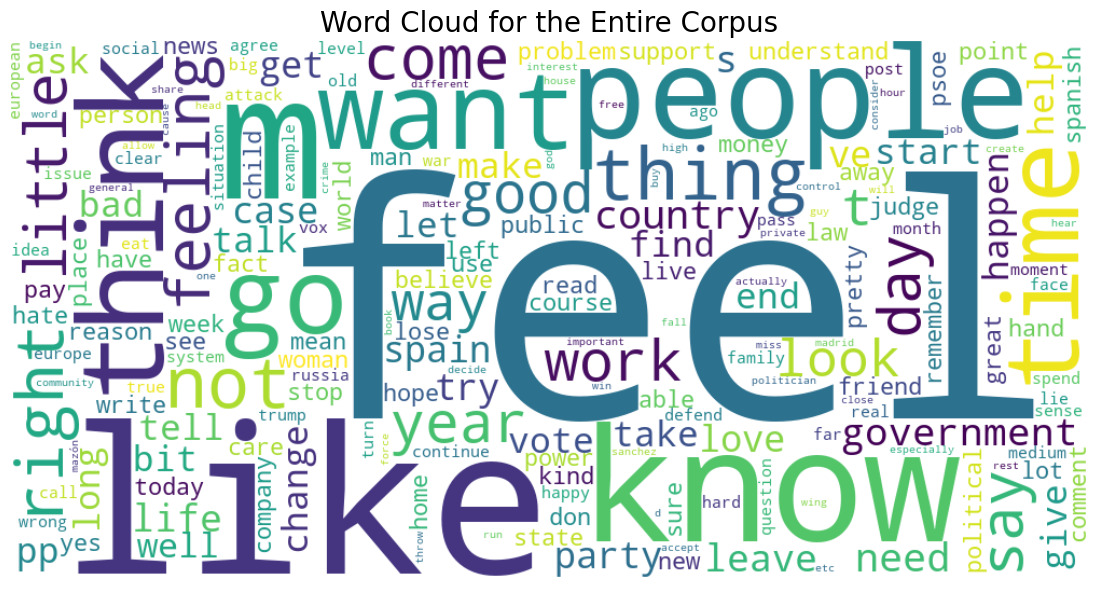 Word Cloud for the Entire Corpus
begin
social
news
agree
level
come
problem
support
s
understand
point
european
ask
think
little
share
feeling
big
get
old
different
want
people
interest
house
free
ago
consider
post
hour
psoe
time
help
spanish
word
person
cause
head
attack
m
allow
clear
issue
general
bad
situation
child
example
crime
world
man
war
god
make
good
thing
high
buy
money
control
ve
away
will
t
start
job
create
happen
hear
case
vox
let
matter
public
country
pass
private
guy
law
judge
month
day
idea
place
have
eat
talk
fact
one
left
use
believe
find
live
moment
face
pay
hate
right
reason
week
see
system
go
feel
book
way
lose
read
course
actually
end
fall
pretty
remember
great
hand
europe
community
true
write
mean
woman
russia
stop
not
hope
spain
try
decide
important
work
miss
madrid
family
politician
look
friend
close
real
spend
lie
sense
trump
win
able
defend
tell
care
turn
year
continue
force
sanchez
vote
take
love
far
government
especially
medium
mazón
long
bit
like
change
company
power
kind
know
sure
hard
question
wing
political
rest
lot
comment
call
today
home
happy
wrong
life
don
d
say
give
pp
yes
well
throw
run
state
party
new
accept
leave
etc
need